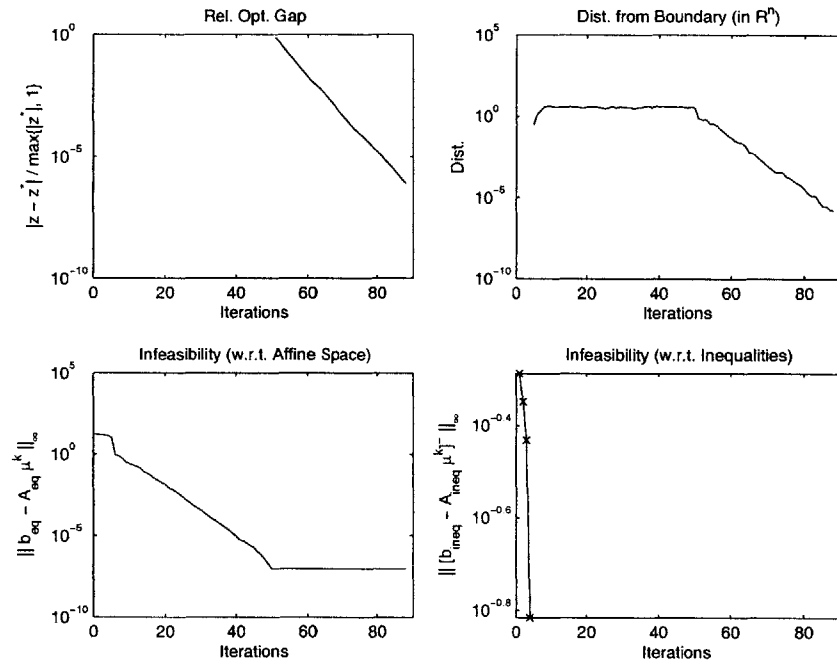 Rel. Opt. Gap
|z − z*| / max{|z*|, 1}
10^0
10^-5
10^-10
0 20 40 60 80
Iterations
Dist. from Boundary (in R^n)
Dist.
10^5
10^0
10^-5
10^-10
0 20 40 60 80
Iterations
Infeasibility (w.r.t. Affine Space)
|| b_eq − A_eq μ^k ||_∞
10^5
10^0
10^-5
10^-10
0 20 40 60 80
Iterations
Infeasibility (w.r.t. Inequalities)
|| [b_ineq − A_ineq μ^k]^- ||_∞
10^-0.4
10^-0.6
10^-0.8
0 20 40 60 80
Iterations